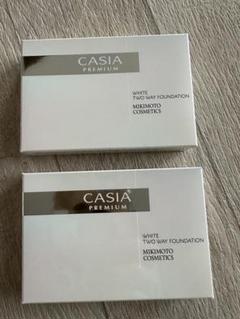 CASIA
PREMIUM
WHITE
TWO WAY FOUNDATION
MIKIMOTO
COSMETICS
CASIA
PREMIUM
WHITE
TWO WAY FOUNDATION
MIKIMOTO
COSMETICS